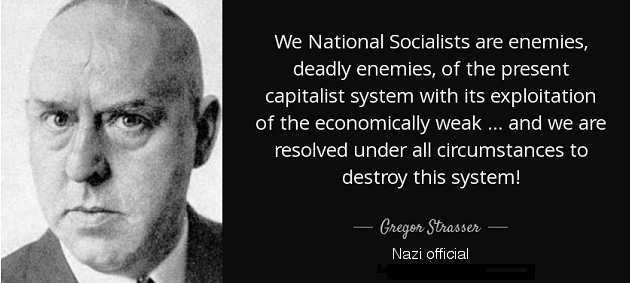 We National Socialists are enemies,
deadly enemies, of the present
capitalist system with its exploitation
of the economically weak ... and we are
resolved under all circumstances to
destroy this system!
Gregor Strasser
Nazi official